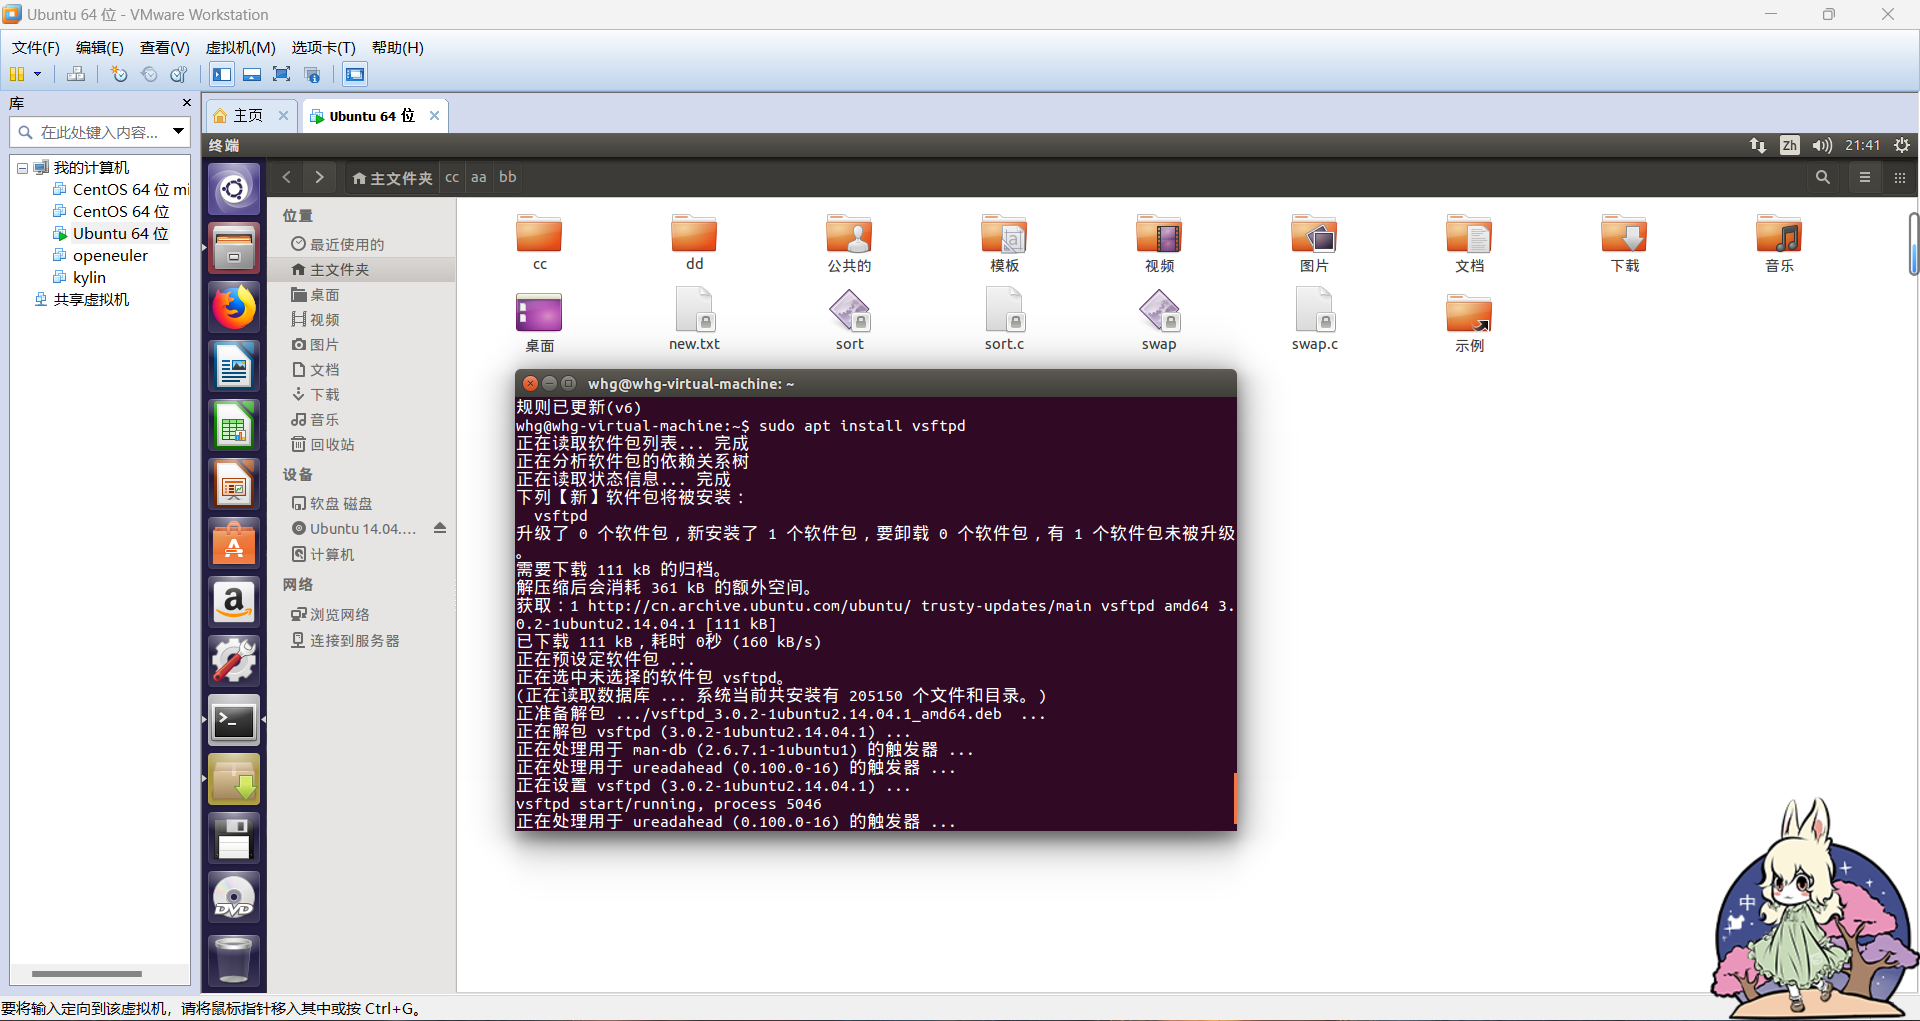 Ubuntu 64 位 - VMware Workstation
文件(F) 编辑(E) 查看(V) 虚拟机(M) 选项卡(T) 帮助(H)
库
在此处键入内容...
我的计算机
CentOS 64 位 mi
CentOS 64 位
Ubuntu 64 位
openeuler
kylin
共享虚拟机
主页
Ubuntu 64 位
终端
Zh
21:41
主文件夹 cc aa bb
位置
最近使用的
主文件夹
桌面
视频
图片
文档
下载
音乐
回收站
设备
软盘 磁盘
Ubuntu 14.04....
计算机
网络
浏览网络
连接到服务器
cc
dd
公共的
模板
视频
图片
文档
下载
音乐
桌面
new.txt
sort
sort.c
swap
swap.c
示例
whg@whg-virtual-machine: ~
规则已更新(v6)
whg@whg-virtual-machine:~$ sudo apt install vsftpd
正在读取软件包列表... 完成
正在分析软件包的依赖关系树
正在读取状态信息... 完成
下列【新】软件包将被安装：
vsftpd
升级了 0 个软件包，新安装了 1 个软件包，要卸载 0 个软件包，有 1 个软件包未被升级
。
需要下载 111 kB 的归档。
解压缩后会消耗 361 kB 的额外空间。
获取：1 http://cn.archive.ubuntu.com/ubuntu/ trusty-updates/main vsftpd amd64 3.
0.2-1ubuntu2.14.04.1 [111 kB]
已下载 111 kB，耗时 0秒 (160 kB/s)
正在预设定软件包 ...
正在选中未选择的软件包 vsftpd。
(正在读取数据库 ... 系统当前共安装有 205150 个文件和目录。)
正准备解包 .../vsftpd_3.0.2-1ubuntu2.14.04.1_amd64.deb ...
正在解包 vsftpd (3.0.2-1ubuntu2.14.04.1) ...
正在处理用于 man-db (2.6.7.1-1ubuntu1) 的触发器 ...
正在处理用于 ureadahead (0.100.0-16) 的触发器 ...
正在设置 vsftpd (3.0.2-1ubuntu2.14.04.1) ...
vsftpd start/running, process 5046
正在处理用于 ureadahead (0.100.0-16) 的触发器 ...
DVD
中
要将输入定向到该虚拟机，请将鼠标指针移入其中或按 Ctrl+G。